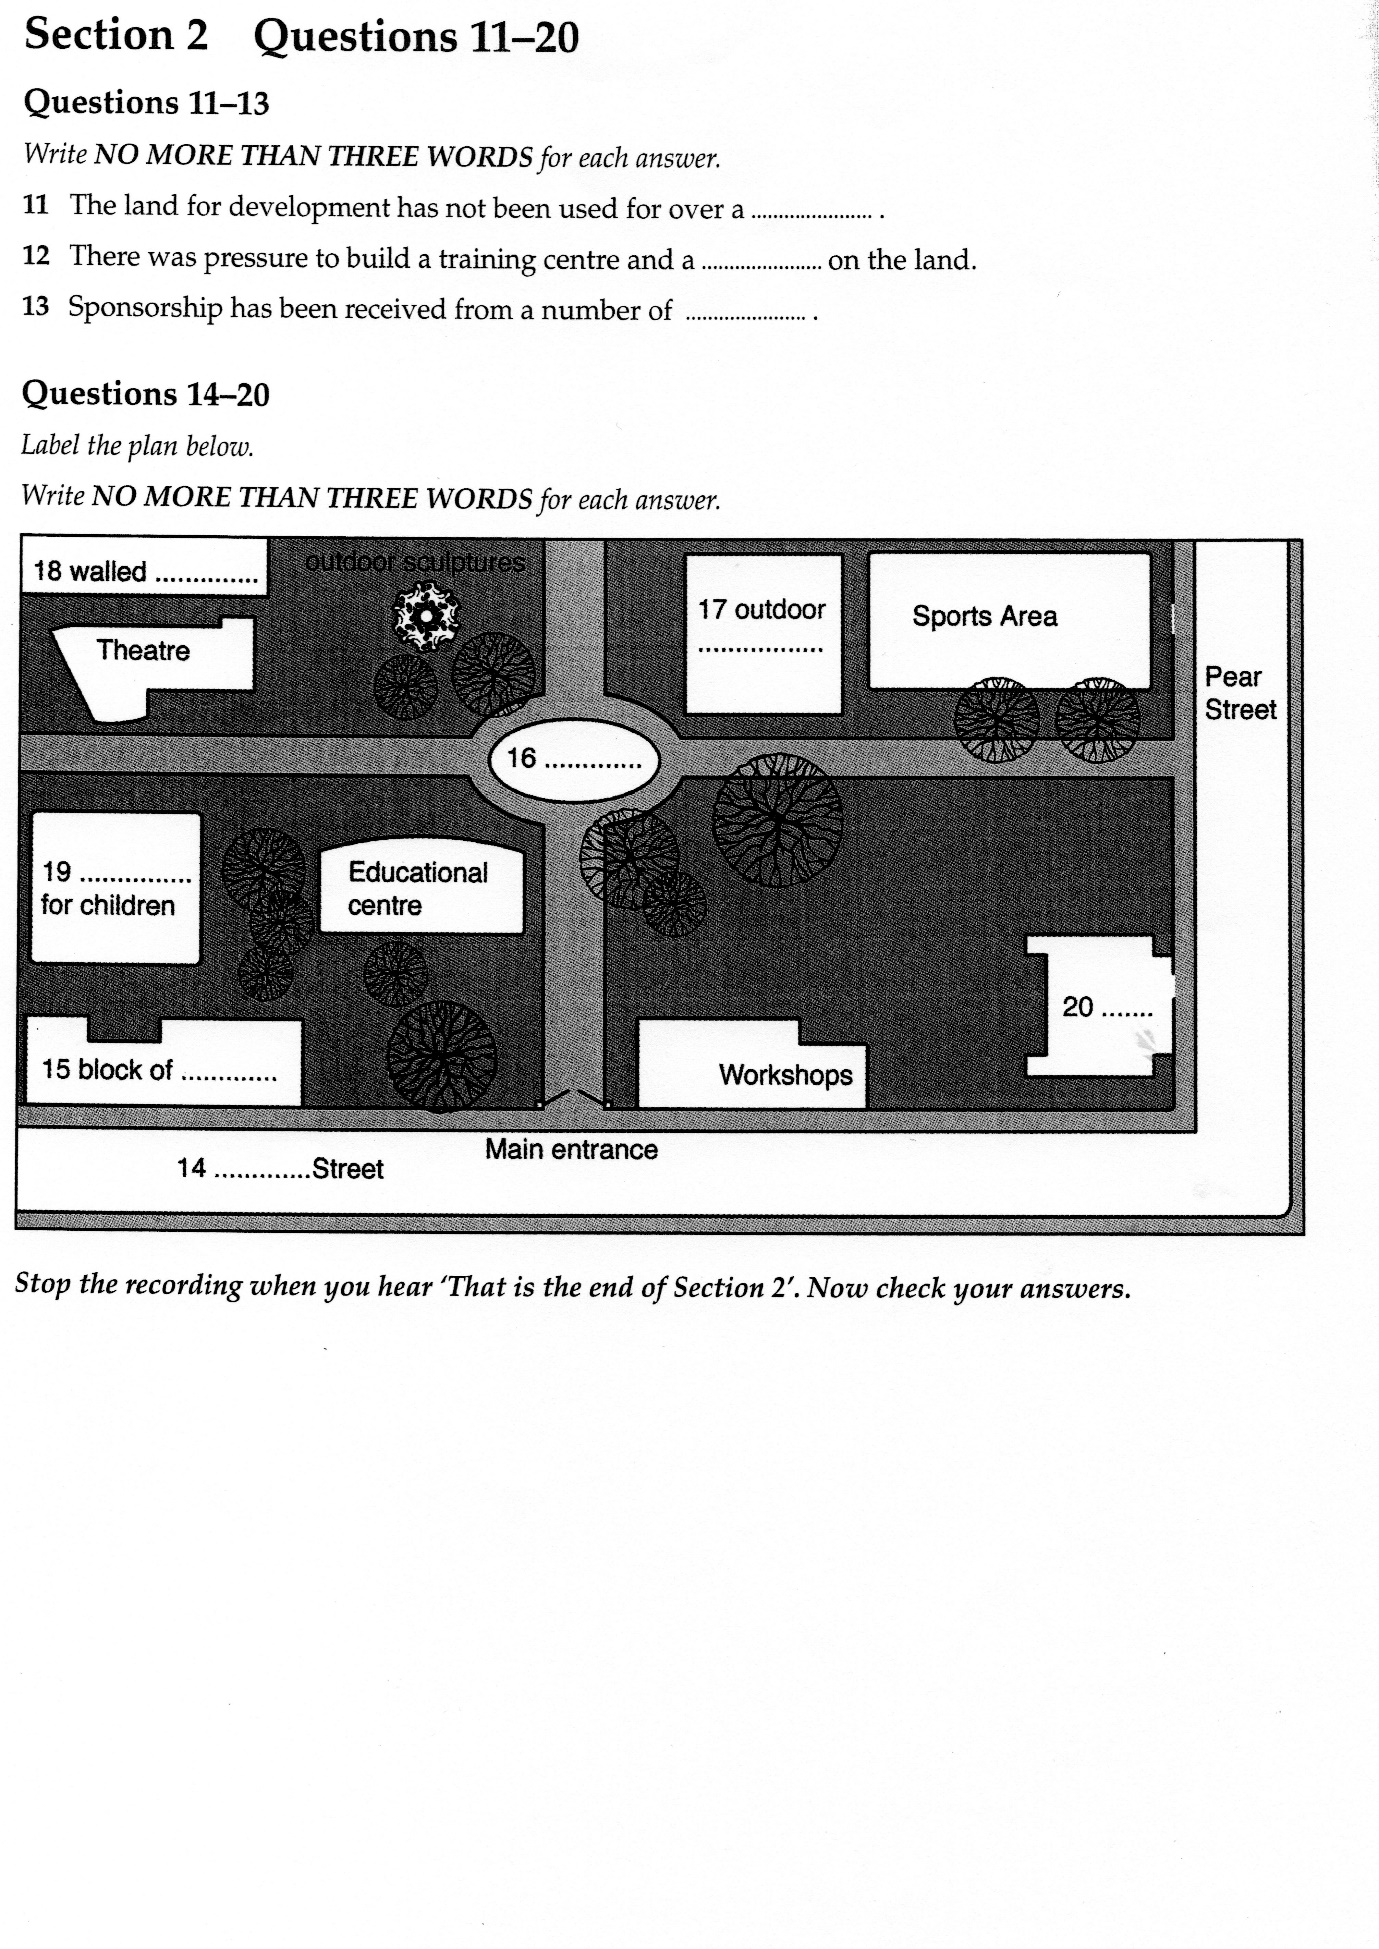 Section 2 Questions 11–20
Questions 11–13
Write NO MORE THAN THREE WORDS for each answer.
11 The land for development has not been used for over a ...................... .
12 There was pressure to build a training centre and a ...................... on the land.
13 Sponsorship has been received from a number of ...................... .
Questions 14–20
Label the plan below.
Write NO MORE THAN THREE WORDS for each answer.
18 walled ..............
outdoor sculptures
Theatre
17 outdoor
.................
Sports Area
Pear
Street
16 .............
19 ...............
for children
Educational
centre
20 .......
15 block of .............
Workshops
Main entrance
14 .............Street
Stop the recording when you hear 'That is the end of Section 2'. Now check your answers.